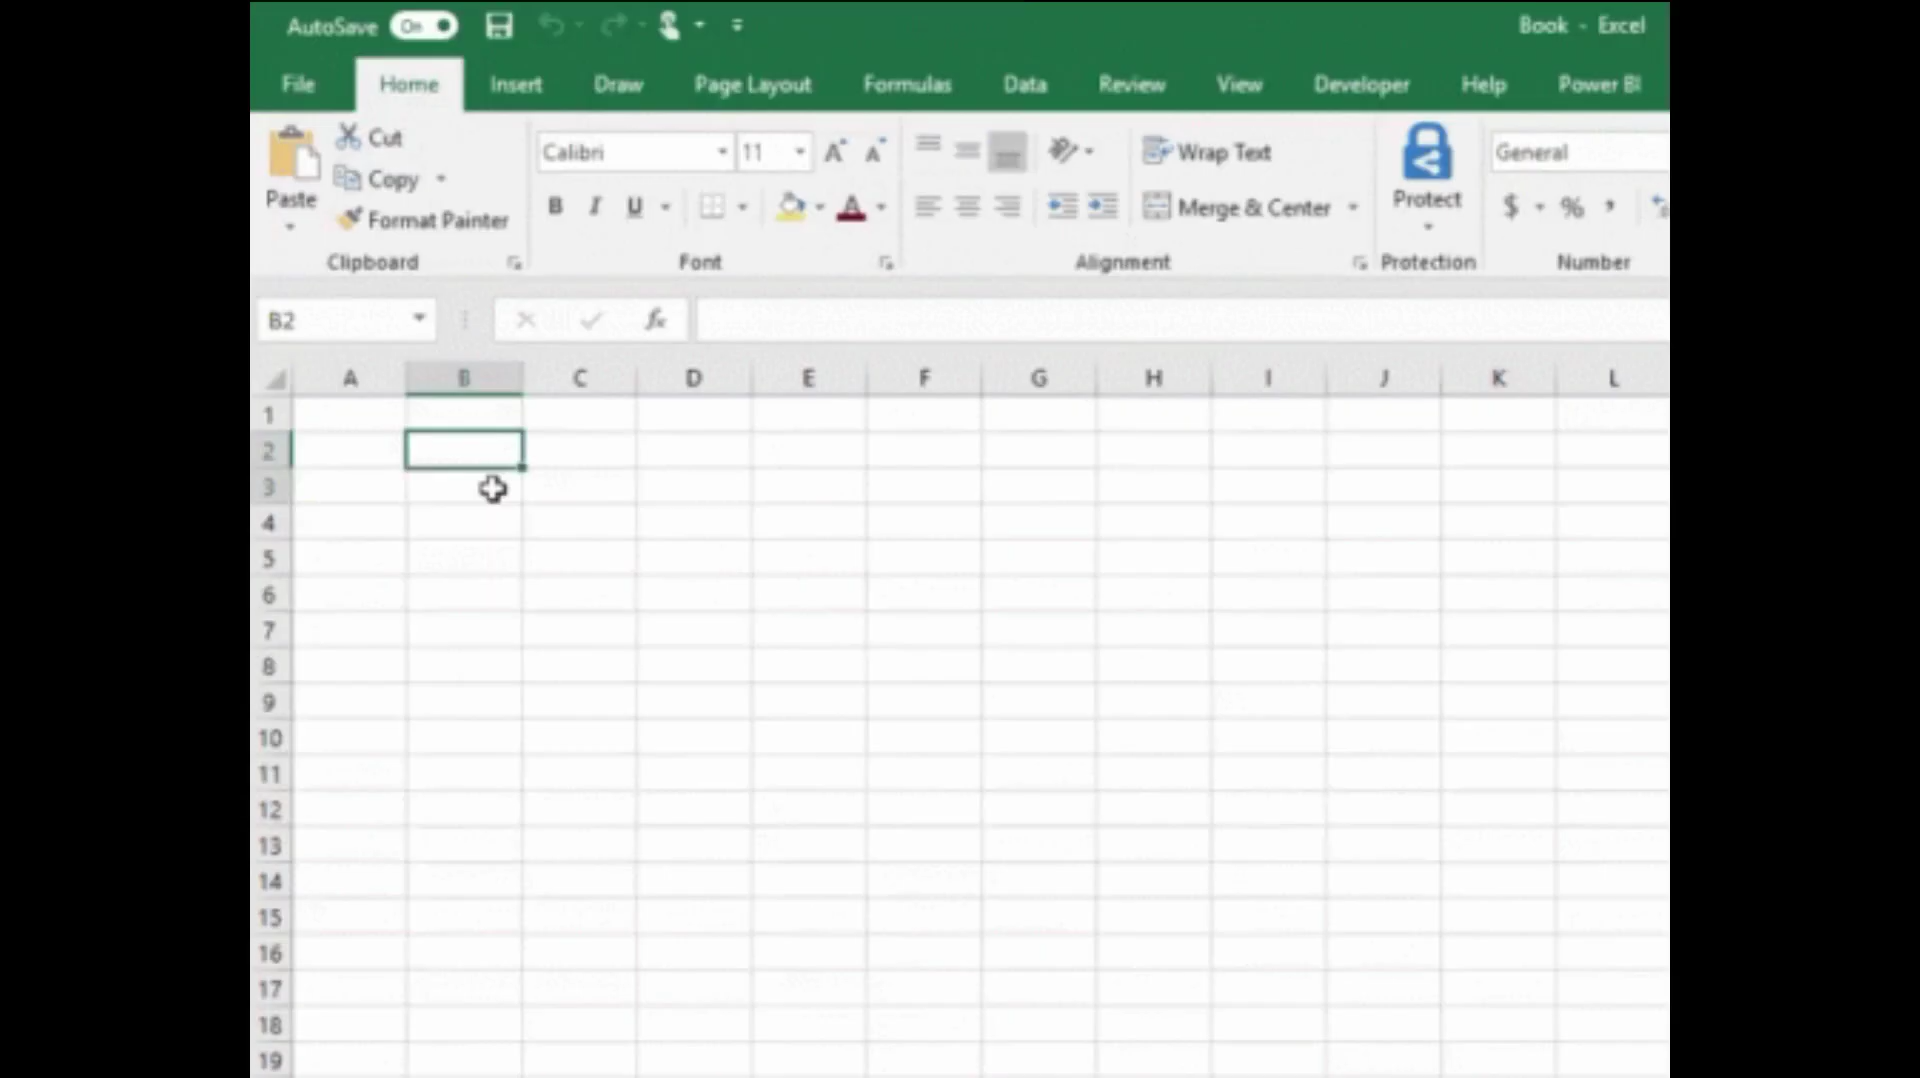 AutoSave On Book - Excel
File Home Insert Draw Page Layout Formulas Data Review View Developer Help Power BI
Cut
Copy
Format Painter
Paste
Clipboard
Calibri 11
B I U
Font
Wrap Text
Merge & Center
Alignment
Protect
Protection
General
$ % ,
Number
B2 fx
A B C D E F G H I J K L
1
2
3
4
5
6
7
8
9
10
11
12
13
14
15
16
17
18
19